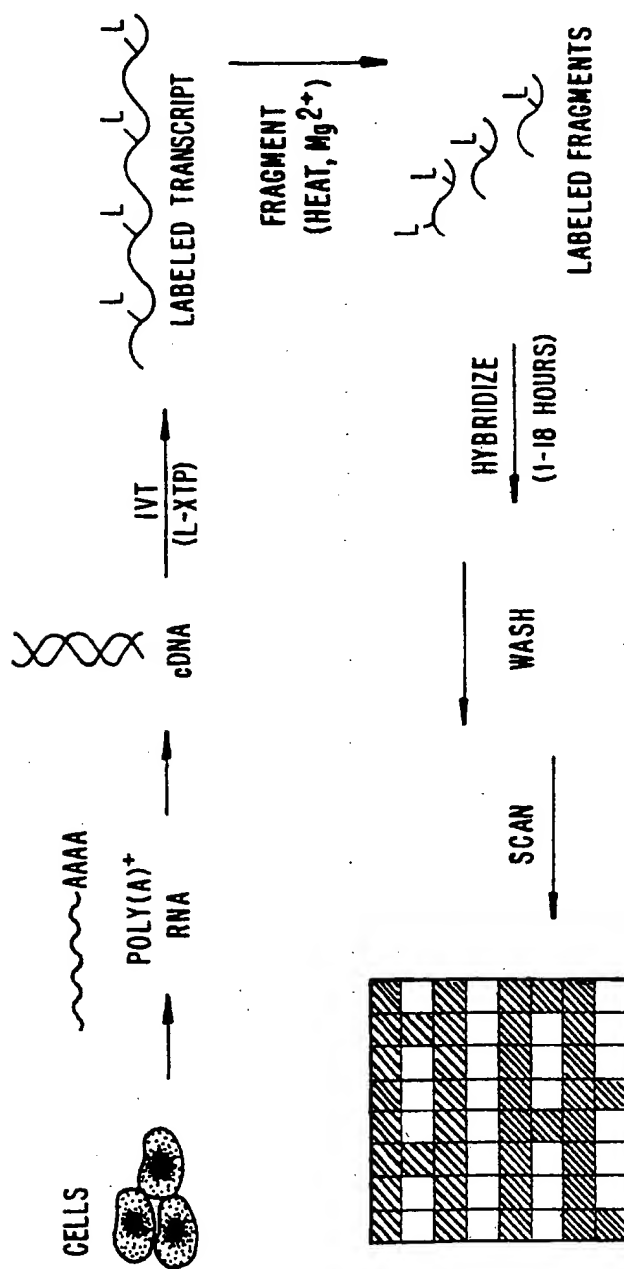 CELLS
AAAA
POLY(A)+
RNA
cDNA
IVT
(L-XTP)
L
L
L
L
LABELED TRANSCRIPT
FRAGMENT
(HEAT, Mg2+)
L
L
L
L
LABELED FRAGMENTS
HYBRIDIZE
(1-18 HOURS)
WASH
SCAN